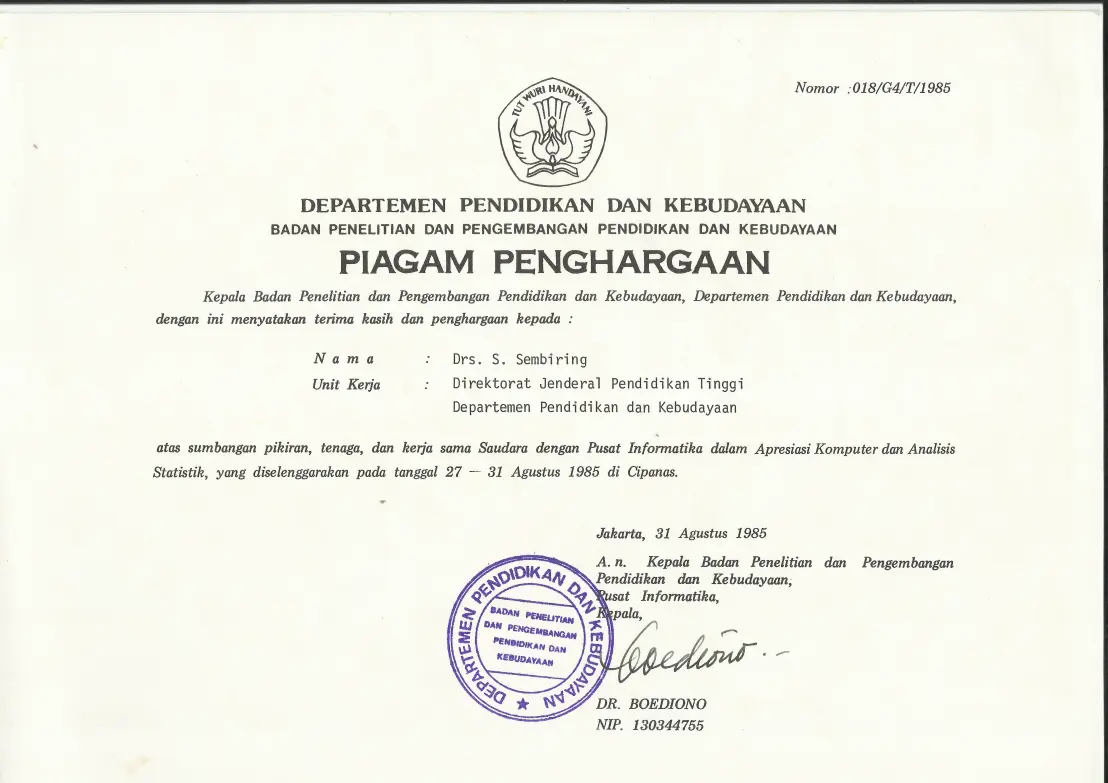 Nomor : 018/G4/T/1985
TUT WURI HANDAYANI
DEPARTEMEN PENDIDIKAN DAN KEBUDAYAAN
BADAN PENELITIAN DAN PENGEMBANGAN PENDIDIKAN DAN KEBUDAYAAN
PIAGAM PENGHARGAAN
Kepala Badan Penelitian dan Pengembangan Pendidikan dan Kebudayaan, Departemen Pendidikan dan Kebudayaan,
dengan ini menyatakan terima kasih dan penghargaan kepada :
N a m a : Drs. S. Sembiring
Unit Kerja : Direktorat Jenderal Pendidikan Tinggi
Departemen Pendidikan dan Kebudayaan
atas sumbangan pikiran, tenaga, dan kerja sama Saudara dengan Pusat Informatika dalam Apresiasi Komputer dan Analisis
Statistik, yang diselenggarakan pada tanggal 27 — 31 Agustus 1985 di Cipanas.
Jakarta, 31 Agustus 1985
A. n. Kepala Badan Penelitian dan Pengembangan
Pendidikan dan Kebudayaan,
Pusat Informatika,
Kepala,
DEPARTEMEN PENDIDIKAN DAN KEBUDAYAAN
BADAN PENELITIAN
DAN PENGEMBANGAN
PENDIDIKAN DAN
KEBUDAYAAN
Boediono
DR. BOEDIONO
NIP. 130344755